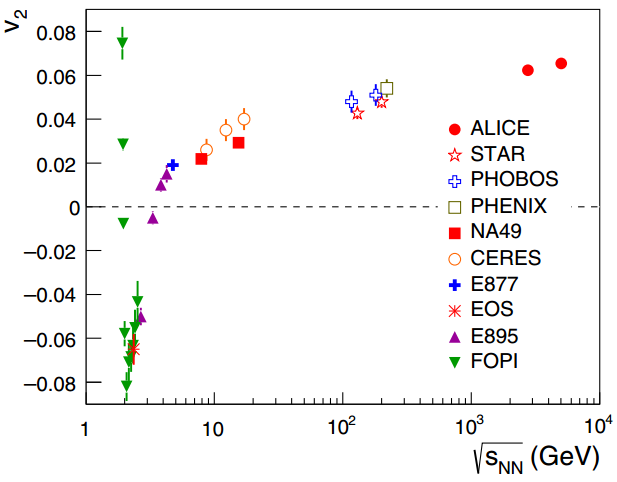 v₂
0.08
0.06
0.04
0.02
0
−0.02
−0.04
−0.06
−0.08
ALICE
STAR
PHOBOS
PHENIX
NA49
CERES
E877
EOS
E895
FOPI
1 10 10² 10³ 10⁴
√sNN (GeV)